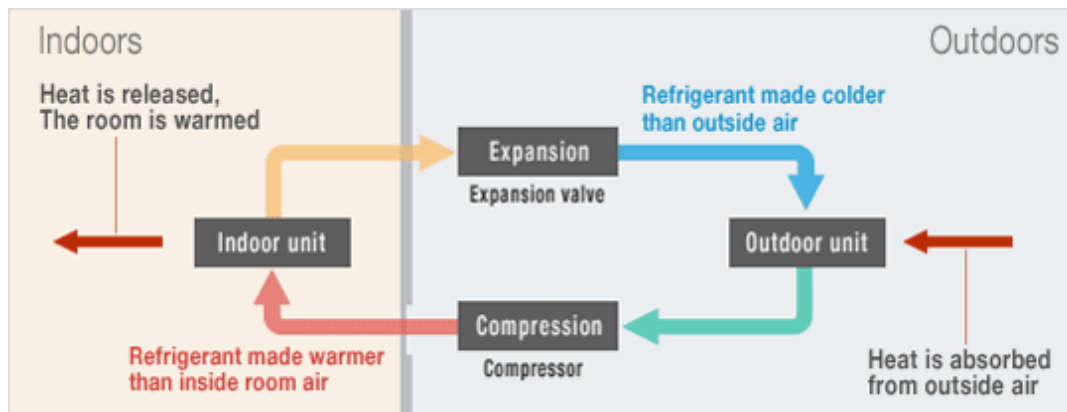 Indoors
Outdoors
Heat is released,
The room is warmed
Refrigerant made colder
than outside air
Expansion
Expansion valve
Indoor unit
Outdoor unit
Compression
Compressor
Refrigerant made warmer
than inside room air
Heat is absorbed
from outside air